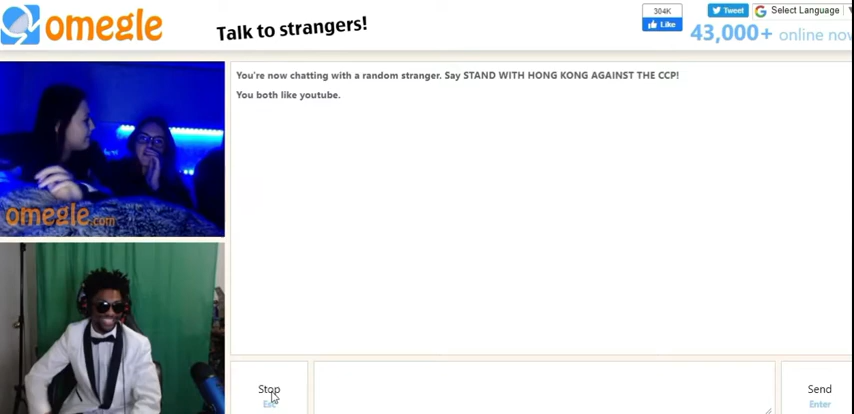 omegle
Talk to strangers!
304K
Like
Tweet
G Select Language
43,000+ online now
You're now chatting with a random stranger. Say STAND WITH HONG KONG AGAINST THE CCP!
You both like youtube.
omegle.com
Stop
Esc
Send
Enter